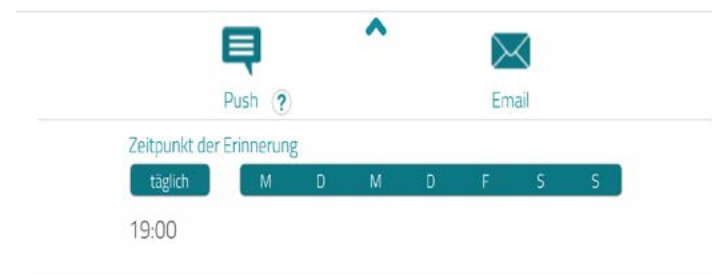 Push ? Email
Zeitpunkt der Erinnerung
täglich M D M D F S S
19:00